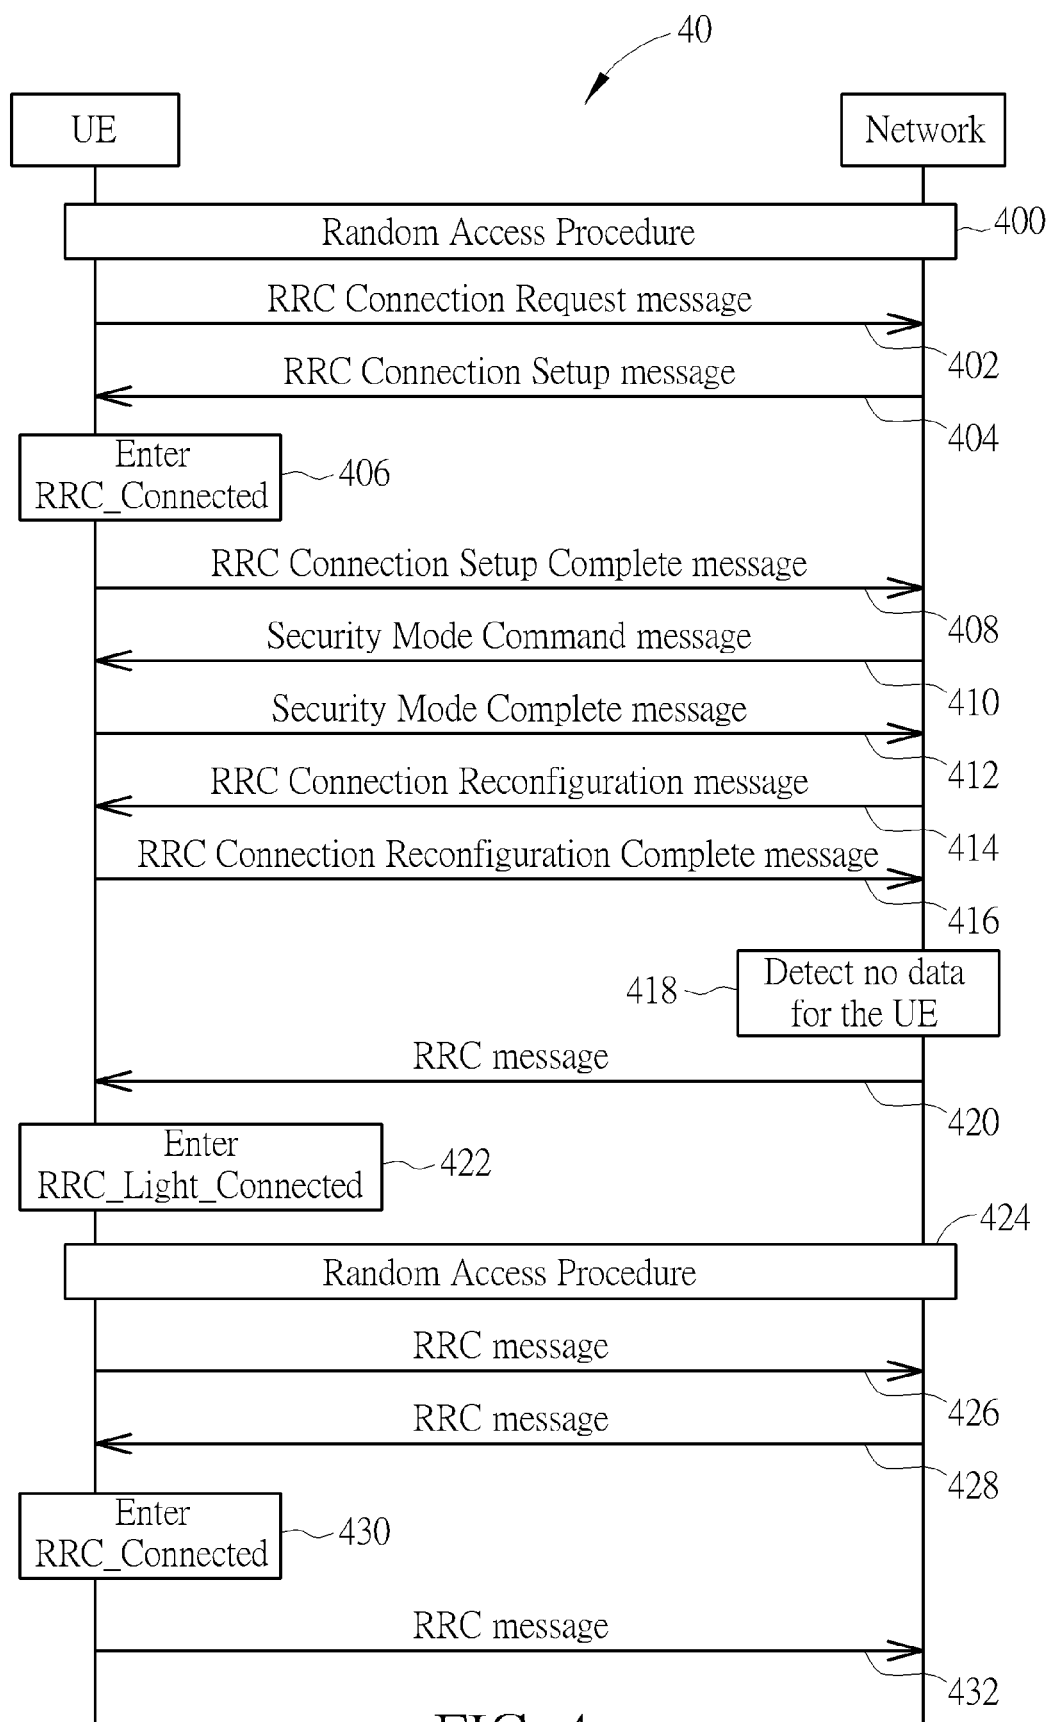 40
UE
Network
Random Access Procedure
400
RRC Connection Request message
402
RRC Connection Setup message
404
Enter
RRC_Connected
406
RRC Connection Setup Complete message
408
Security Mode Command message
410
Security Mode Complete message
412
RRC Connection Reconfiguration message
414
RRC Connection Reconfiguration Complete message
416
Detect no data
for the UE
418
RRC message
420
Enter
RRC_Light_Connected
422
424
Random Access Procedure
RRC message
426
RRC message
428
Enter
RRC_Connected
430
RRC message
432
FIG. 4